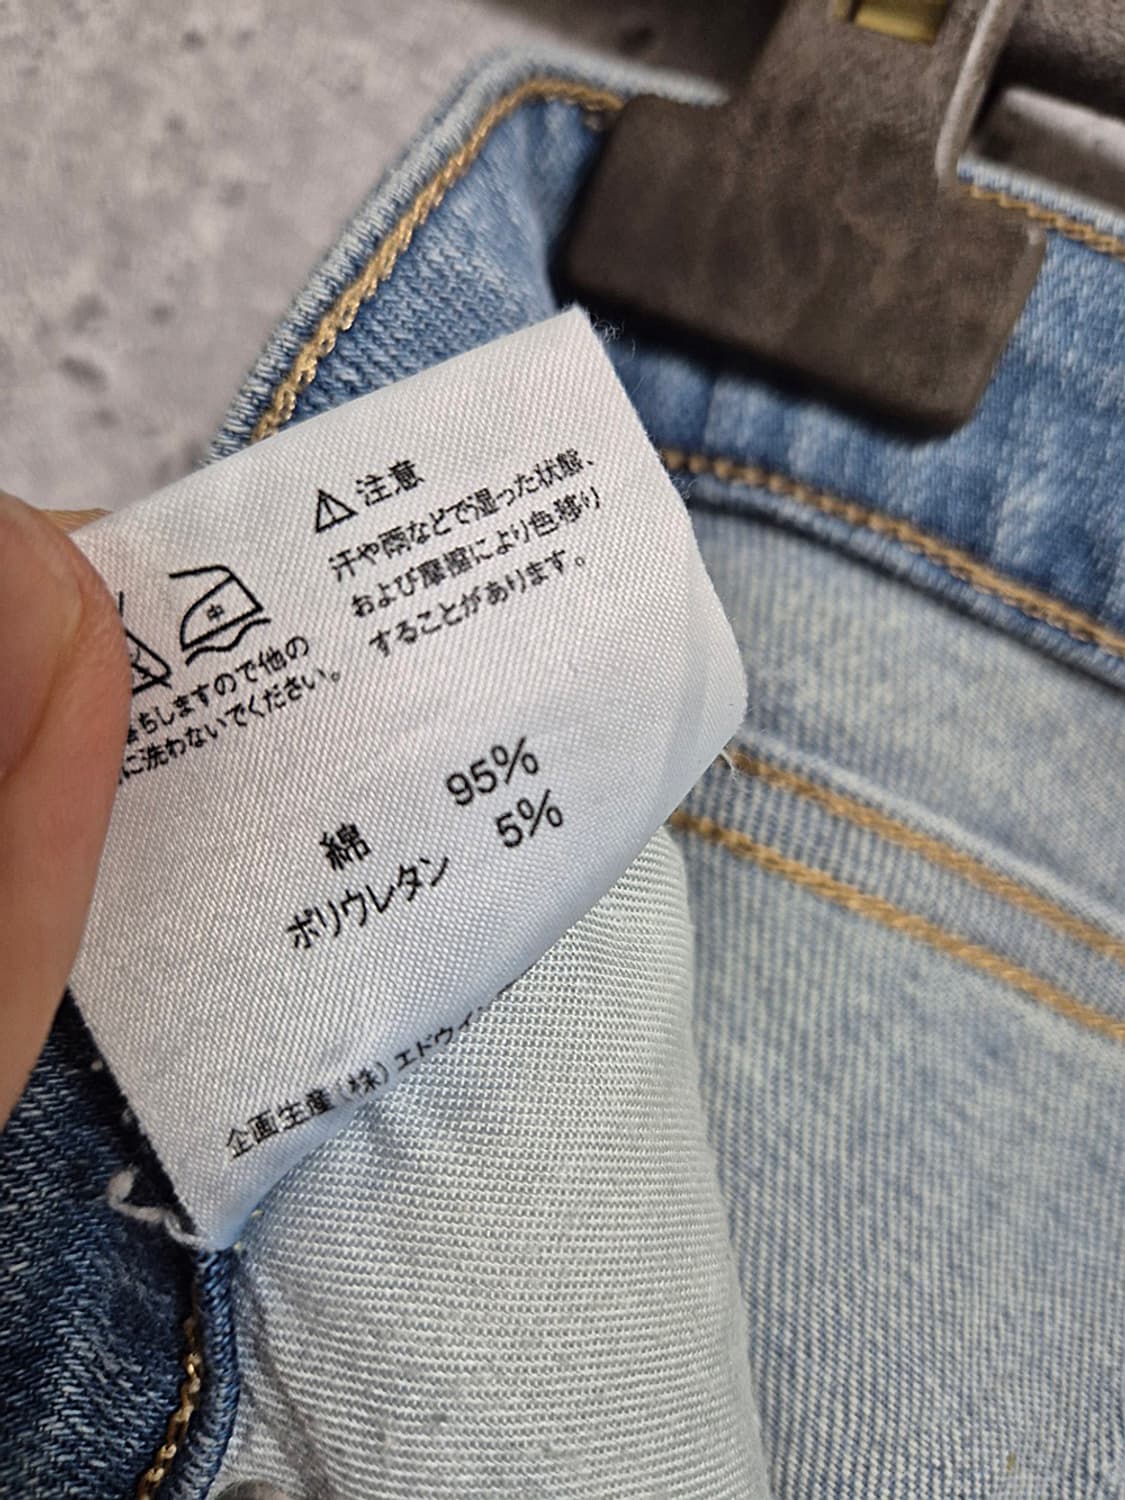 ⚠注意
汗や雨などで湿った状態、
および摩擦により色移り
することがあります。
中
落ちしますので他の
に洗わないでください。
綿 95%
ポリウレタン 5%
企画生産(株)エドウイ